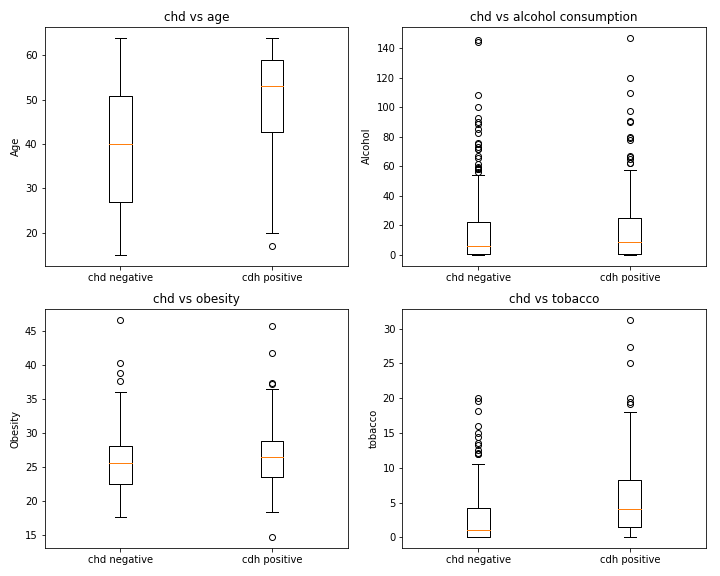 chd vs age
60
50
40
30
20
Age
chd negative
cdh positive
chd vs alcohol consumption
140
120
100
80
60
40
20
0
Alcohol
chd negative
cdh positive
chd vs obesity
45
40
35
30
25
20
15
Obesity
chd negative
cdh positive
chd vs tobacco
30
25
20
15
10
5
0
tobacco
chd negative
cdh positive